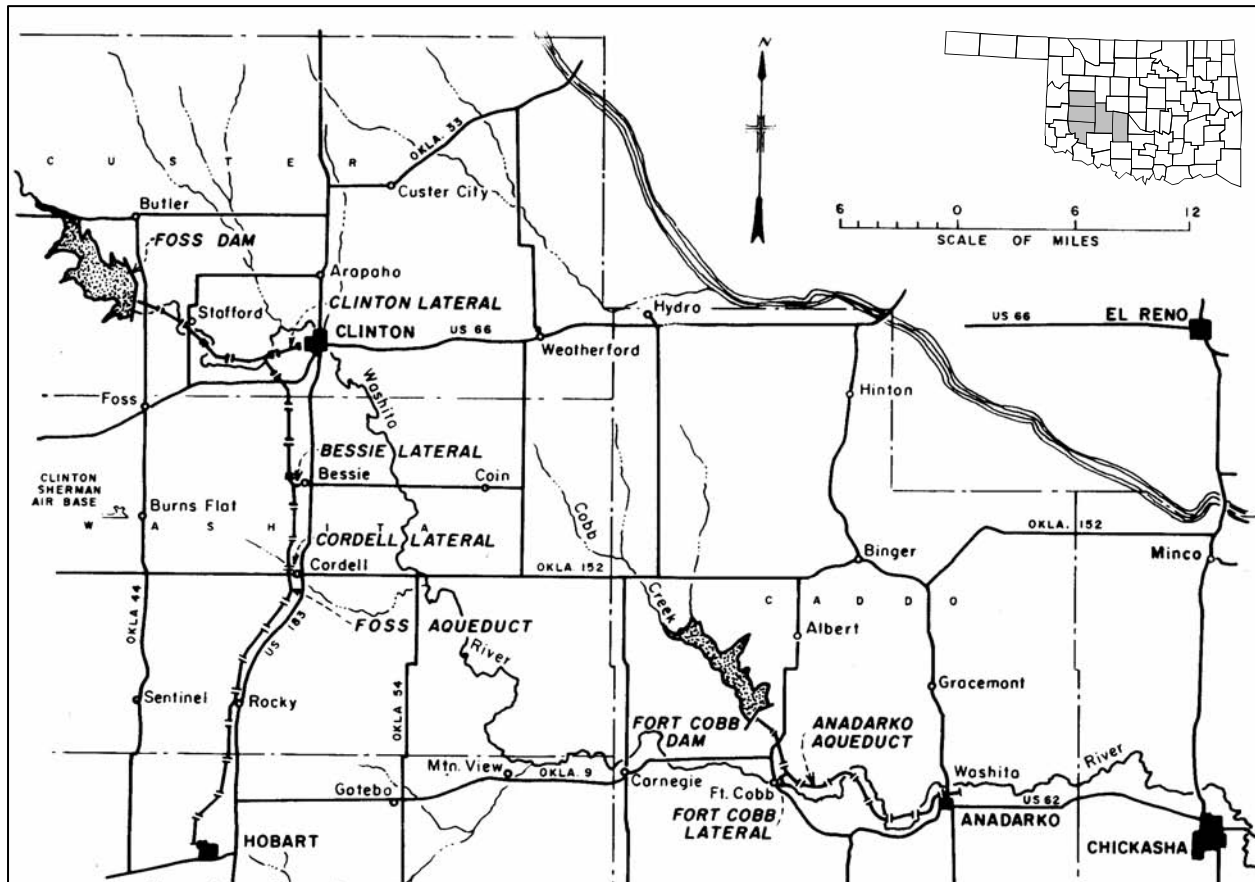 N
6 0 6 12
SCALE OF MILES
OKLA. 33
CUSTER
Custer City
Butler
FOSS DAM
Arapaho
Stafford
CLINTON LATERAL
CLINTON
US 66
Weatherford
Hydro
US 66
EL RENO
Washita
Foss
Hinton
BESSIE LATERAL
Bessie
Coin
CLINTON
SHERMAN
AIR BASE
Burns Flat
WASHITA
Cobb
OKLA. 152
CORDELL LATERAL
Cordell
OKLA. 152
Binger
Minco
OKLA 44
US 183
FOSS AQUEDUCT
Creek
CADDO
Albert
River
Sentinel
Rocky
OKLA 54
Gracemont
FORT COBB
DAM
ANADARKO
AQUEDUCT
Mtn. View
OKLA. 9
Carnegie
Washita
River
Gotebo
Ft. Cobb
US 62
FORT COBB
LATERAL
ANADARKO
HOBART
CHICKASHA